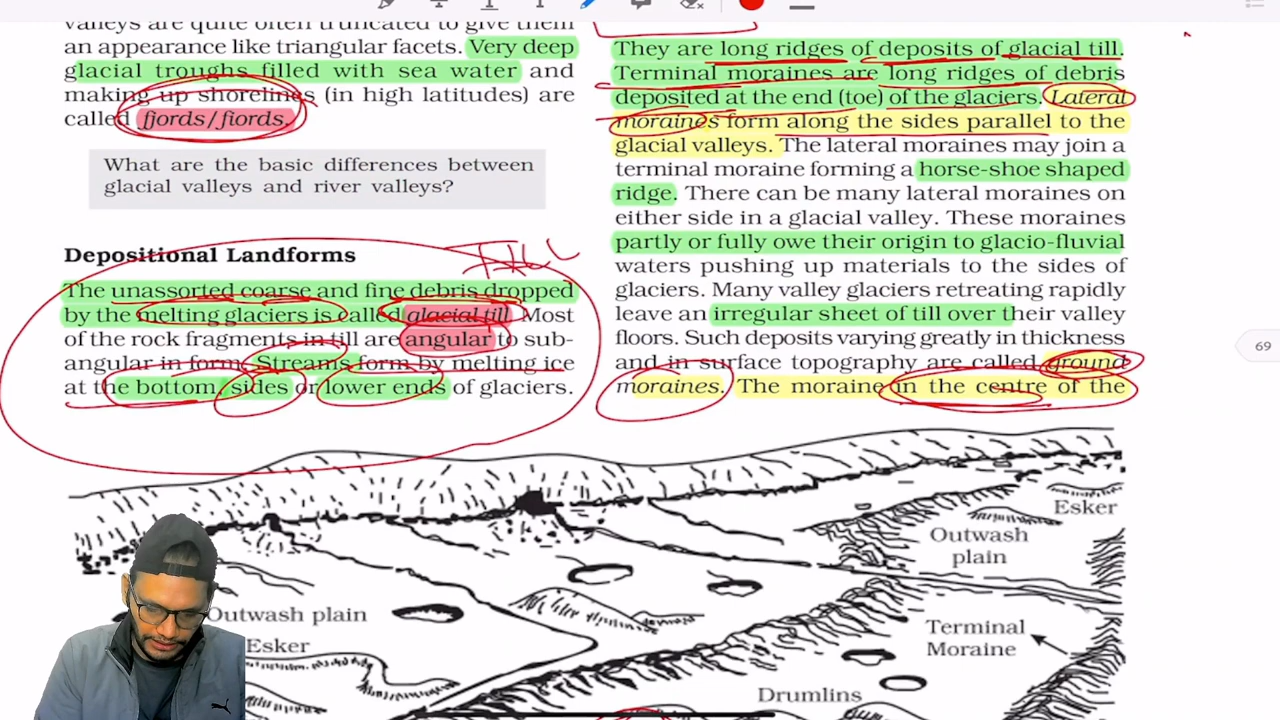 valleys are quite often truncated to give them
an appearance like triangular facets. Very deep
glacial troughs filled with sea water and
making up shorelines (in high latitudes) are
called fjords/fiords.
What are the basic differences between
glacial valleys and river valleys?
Depositional Landforms
Till
The unassorted coarse and fine debris dropped
by the melting glaciers is called glacial till. Most
of the rock fragments in till are angular to sub-
angular in form. Streams form by melting ice
at the bottom, sides or lower ends of glaciers.
They are long ridges of deposits of glacial till.
Terminal moraines are long ridges of debris
deposited at the end (toe) of the glaciers. Lateral
moraines form along the sides parallel to the
glacial valleys. The lateral moraines may join a
terminal moraine forming a horse-shoe shaped
ridge. There can be many lateral moraines on
either side in a glacial valley. These moraines
partly or fully owe their origin to glacio-fluvial
waters pushing up materials to the sides of
glaciers. Many valley glaciers retreating rapidly
leave an irregular sheet of till over their valley
floors. Such deposits varying greatly in thickness
and in surface topography are called ground
moraines. The moraine in the centre of the
69
Esker
Outwash
plain
Outwash plain
Esker
Terminal
Moraine
Drumlins